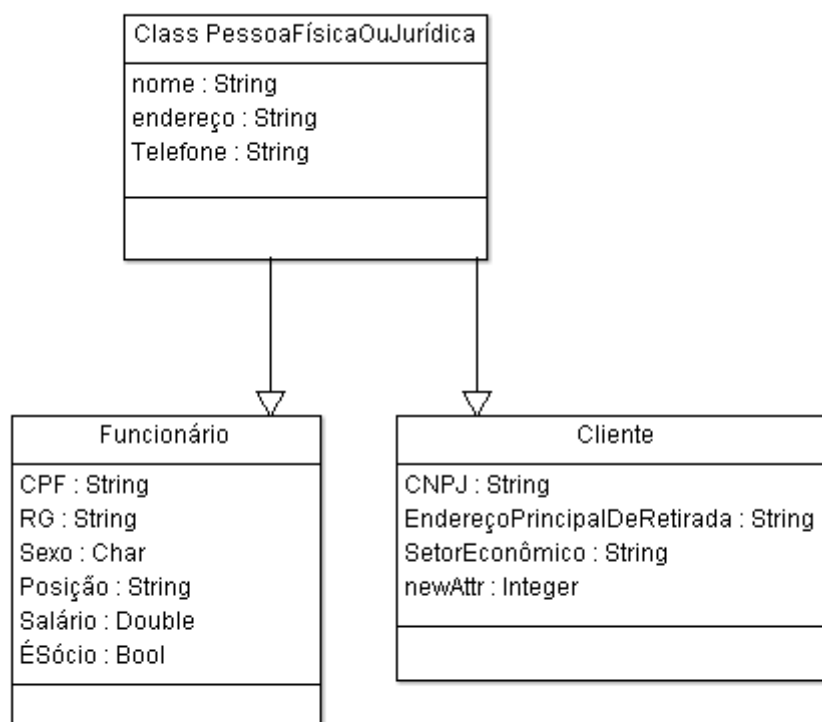 Class PessoaFísicaOuJurídica
nome : String
endereço : String
Telefone : String
Funcionário
CPF : String
RG : String
Sexo : Char
Posição : String
Salário : Double
ÉSócio : Bool
Cliente
CNPJ : String
EndereçoPrincipalDeRetirada : String
SetorEconômico : String
newAttr : Integer